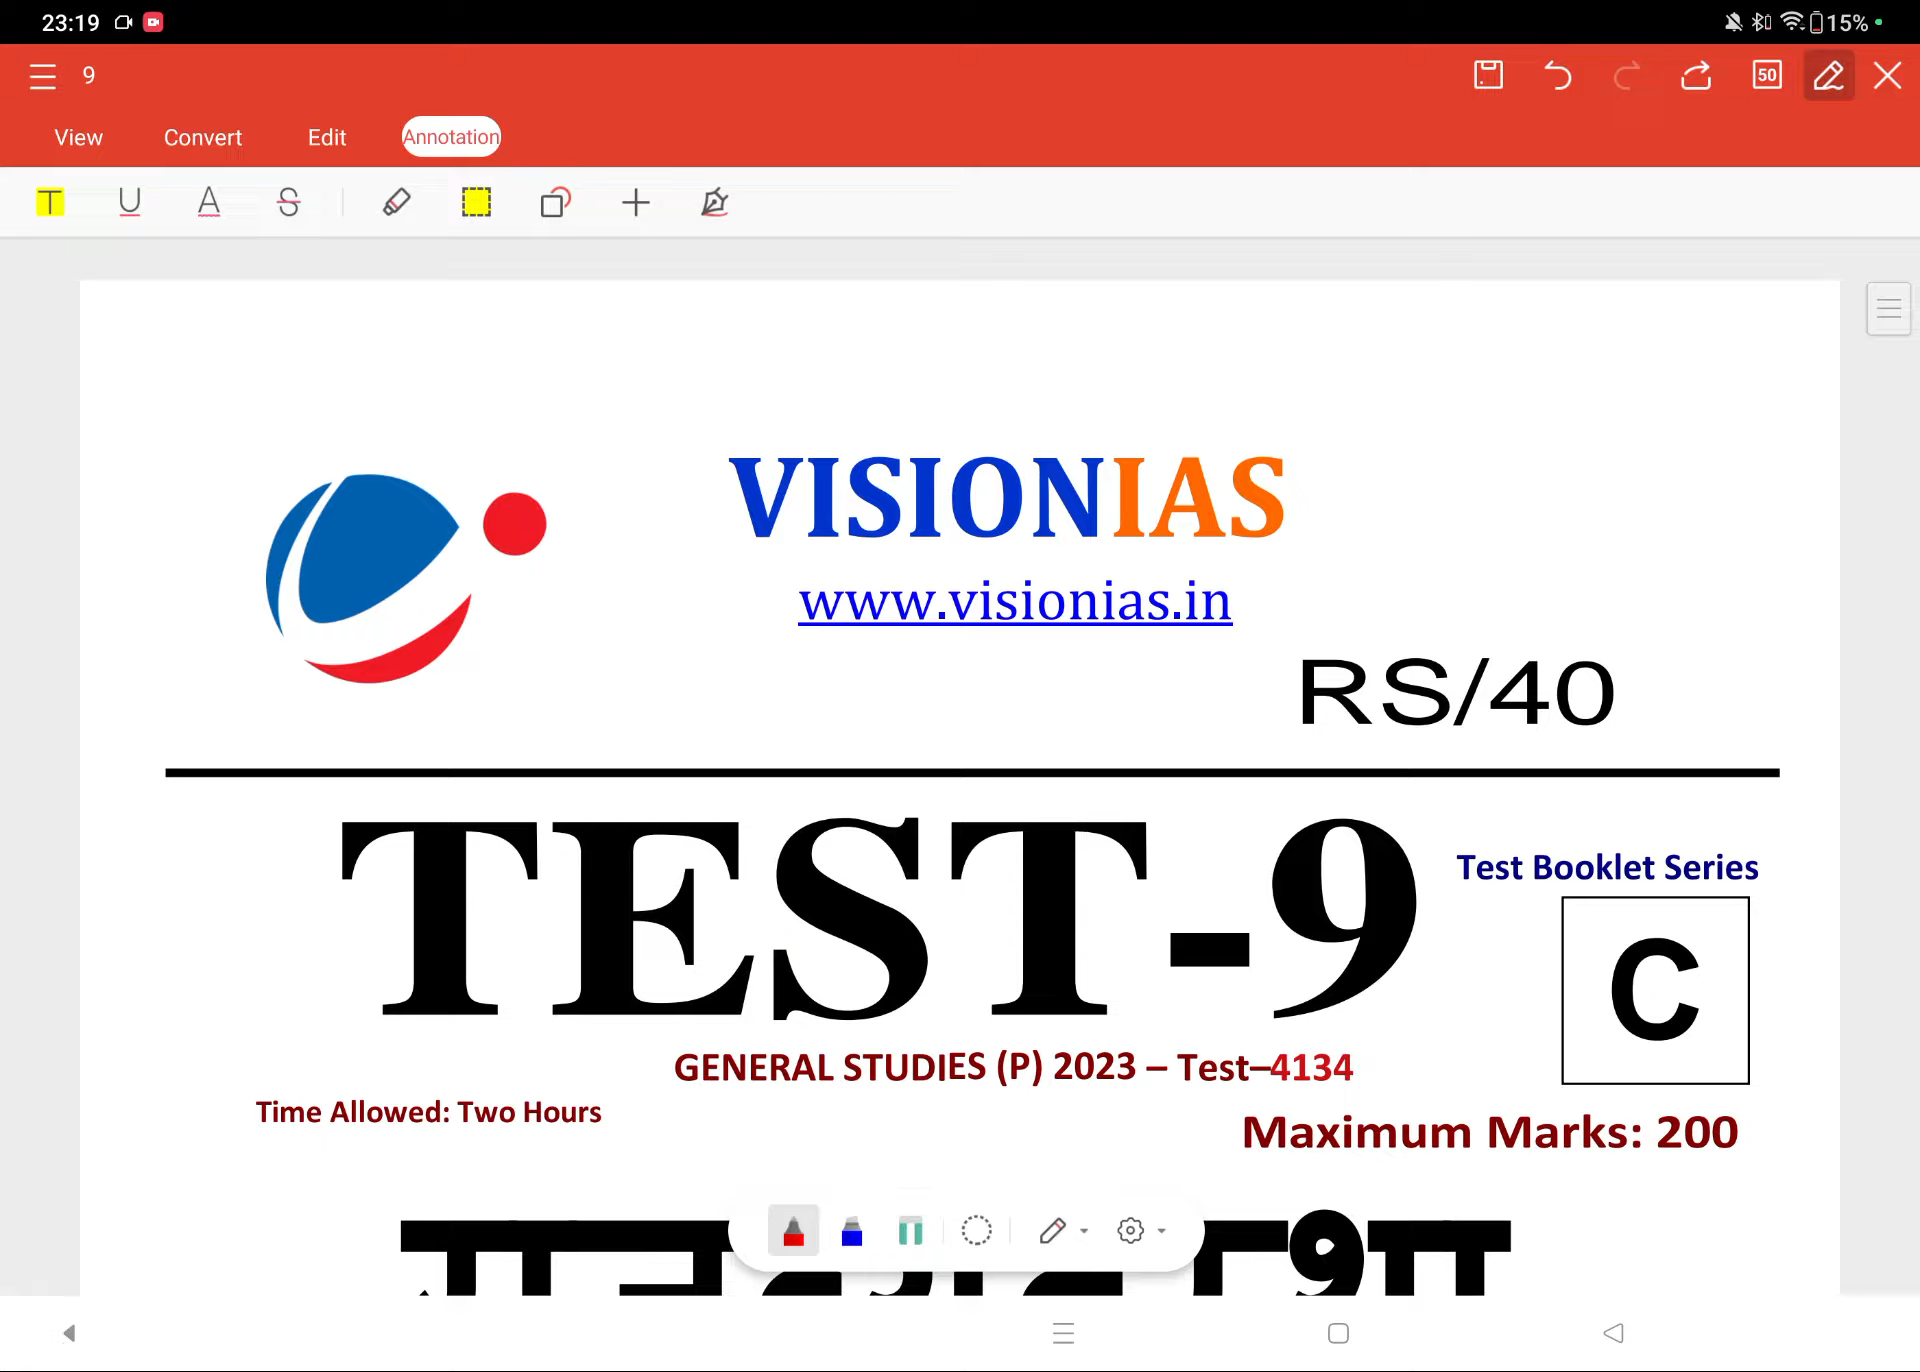 23:19
15%
9
50
View Convert Edit Annotation
T U A S
VISIONIAS
www.visionias.in
RS/40
TEST-9
Test Booklet Series
C
GENERAL STUDIES (P) 2023 – Test–4134
Time Allowed: Two Hours
Maximum Marks: 200